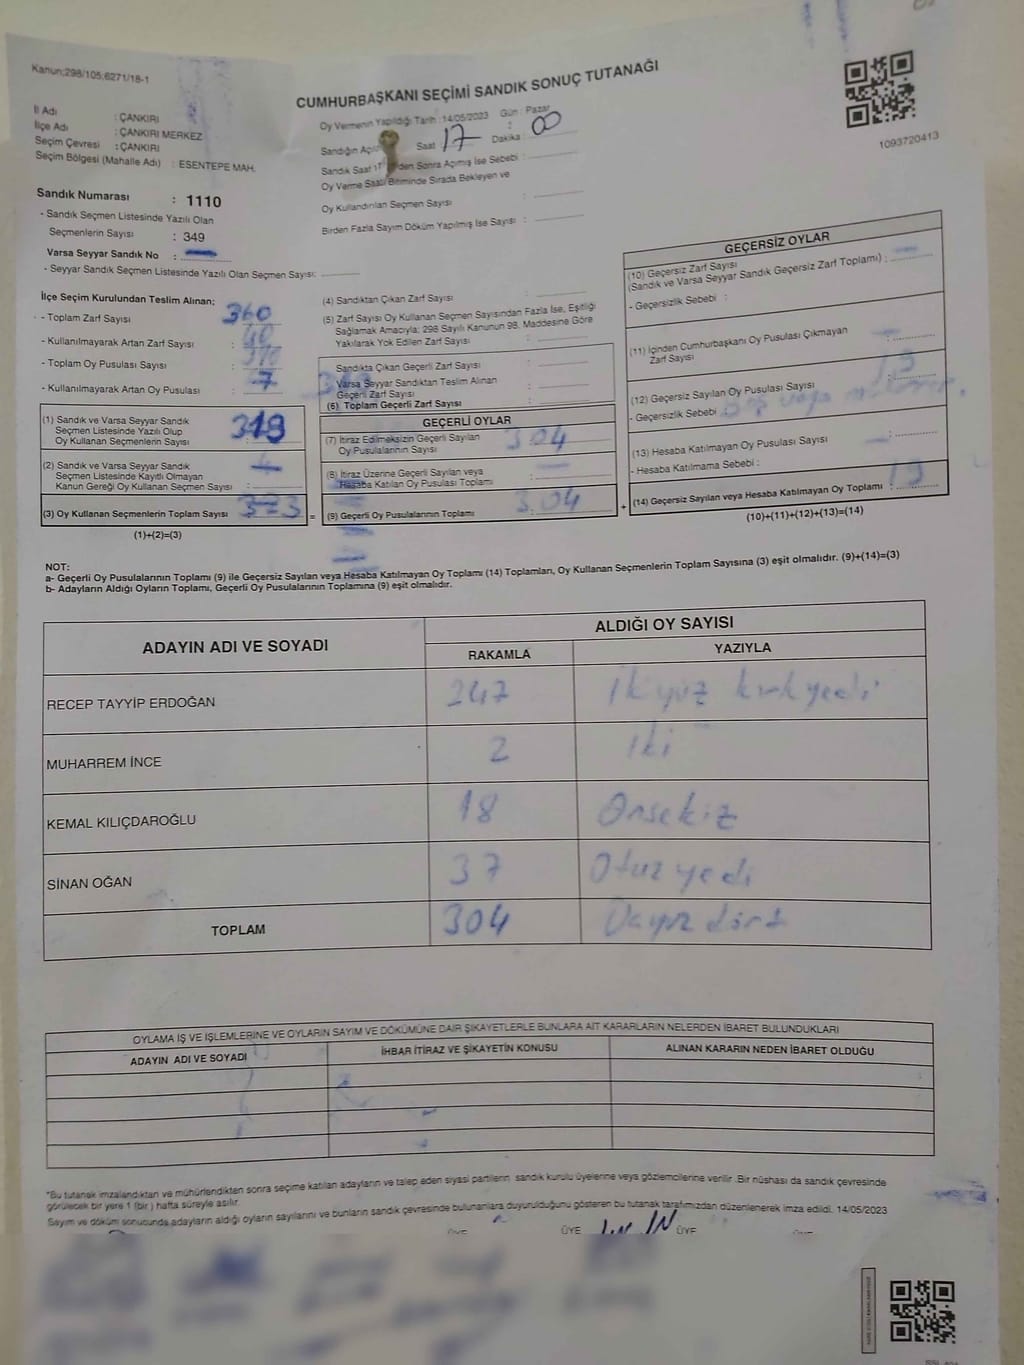 Kanun;298/105;6271/18-1
CUMHURBAŞKANI SEÇİMİ SANDIK SONUÇ TUTANAĞI
1093720413
İl Adı : ÇANKIRI
İlçe Adı : ÇANKIRI MERKEZ
Seçim Çevresi : ÇANKIRI
Seçim Bölgesi (Mahalle Adı) : ESENTEPE MAH.
Oy Vermenin Yapıldığı Tarih :14/05/2023 Gün : Pazar
Sandığın Açıl Saat : 17 Dakika : 00
Sandık Saat 17 den Sonra Açılmış İse Sebebi :
Oy Verme Saati Bitiminde Sırada Bekleyen ve
Oy Kullandırılan Seçmen Sayısı :
Birden Fazla Sayım Döküm Yapılmış İse Sayısı :
Sandık Numarası : 1110
- Sandık Seçmen Listesinde Yazılı Olan
Seçmenlerin Sayısı : 349
Varsa Seyyar Sandık No :
- Seyyar Sandık Seçmen Listesinde Yazılı Olan Seçmen Sayısı:
İlçe Seçim Kurulundan Teslim Alınan;
- Toplam Zarf Sayısı : 360
- Kullanılmayarak Artan Zarf Sayısı :
- Toplam Oy Pusulası Sayısı :
- Kullanılmayarak Artan Oy Pusulası :
(1) Sandık ve Varsa Seyyar Sandık
Seçmen Listesinde Yazılı Olup
Oy Kullanan Seçmenlerin Sayısı :
(2) Sandık ve Varsa Seyyar Sandık
Seçmen Listesinde Kayıtlı Olmayan
Kanun Gereği Oy Kullanan Seçmen Sayısı :
(3) Oy Kullanan Seçmenlerin Toplam Sayısı =
(1)+(2)=(3)
(4) Sandıktan Çıkan Zarf Sayısı :
(5) Zarf Sayısı Oy Kullanan Seçmen Sayısından Fazla İse, Eşitliği
Sağlamak Amacıyla; 298 Sayılı Kanunun 98. Maddesine Göre
Yakılarak Yok Edilen Zarf Sayısı :
Sandıkta Çıkan Geçerli Zarf Sayısı :
Varsa Seyyar Sandıktan Teslim Alınan
Geçerli Zarf Sayısı :
(6) Toplam Geçerli Zarf Sayısı :
GEÇERLİ OYLAR
(7) İtiraz Edilmeksizin Geçerli Sayılan
Oy Pusulalarının Sayısı : 304
(8) İtiraz Üzerine Geçerli Sayılan veya
Hesaba Katılan Oy Pusulası Toplamı :
(9) Geçerli Oy Pusulalarının Toplamı : 304 +
GEÇERSİZ OYLAR
(10) Geçersiz Zarf Sayısı
(Sandık ve Varsa Seyyar Sandık Geçersiz Zarf Toplamı) :
- Geçersizlik Sebebi :
(11) İçinden Cumhurbaşkanı Oy Pusulası Çıkmayan
Zarf Sayısı :
(12) Geçersiz Sayılan Oy Pusulası Sayısı : 19
- Geçersizlik Sebebi :
(13) Hesaba Katılmayan Oy Pusulası Sayısı :
- Hesaba Katılmama Sebebi :
(14) Geçersiz Sayılan veya Hesaba Katılmayan Oy Toplamı : 19
(10)+(11)+(12)+(13)=(14)
NOT:
a- Geçerli Oy Pusulalarının Toplamı (9) ile Geçersiz Sayılan veya Hesaba Katılmayan Oy Toplamı (14) Toplamları, Oy Kullanan Seçmenlerin Toplam Sayısına (3) eşit olmalıdır. (9)+(14)=(3)
b- Adayların Aldığı Oyların Toplamı, Geçerli Oy Pusulalarının Toplamına (9) eşit olmalıdır.
ADAYIN ADI VE SOYADI ALDIĞI OY SAYISI
RAKAMLA YAZIYLA
RECEP TAYYİP ERDOĞAN 247 ikiyüz kırkyedi
MUHARREM İNCE 2 iki
KEMAL KILIÇDAROĞLU 18 Onsekiz
SİNAN OĞAN 37 Otuz yedi
TOPLAM 304 dört
OYLAMA İŞ VE İŞLEMLERİNE VE OYLARIN SAYIM VE DÖKÜMÜNE DAİR ŞİKAYETLERLE BUNLARA AİT KARARLARIN NELERDEN İBARET BULUNDUKLARI
ADAYIN ADI VE SOYADI İHBAR İTİRAZ VE ŞİKAYETİN KONUSU ALINAN KARARIN NEDEN İBARET OLDUĞU
*Bu tutanak imzalandıktan ve mühürlendikten sonra seçime katılan adayların ve talep eden siyasi partilerin sandık kurulu üyelerine veya gözlemcilerine verilir .Bir nüshası da sandık çevresinde
görülecek bir yere 1 (bir ) hafta süreyle asılır.
Sayım ve döküm sonucunda adayların aldığı oyların sayılarını ve bunların sandık çevresinde bulunanlara duyurulduğunu gösteren bu tutanak tarafımızdan düzenlenerek imza edildi. 14/05/2023
ÜYE ÜYE ÜYE ÜYE